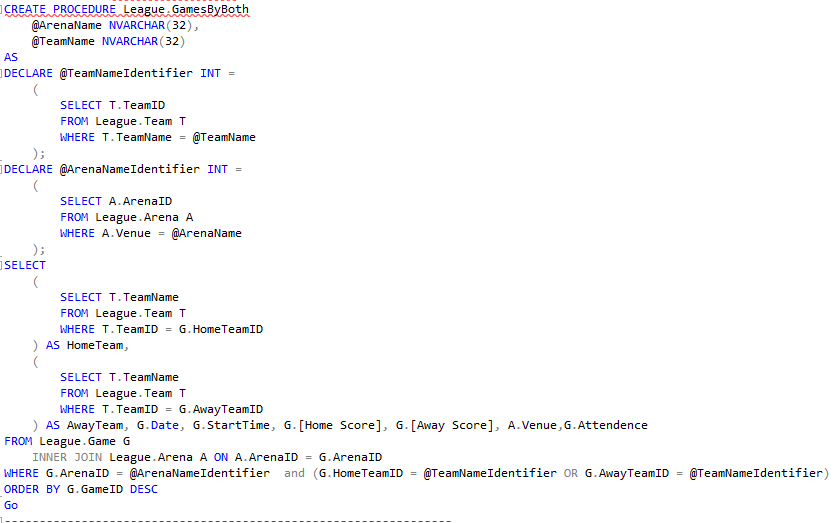 CREATE PROCEDURE League.GamesByBoth
    @ArenaName NVARCHAR(32),
    @TeamName NVARCHAR(32)
AS
DECLARE @TeamNameIdentifier INT =
    (
        SELECT T.TeamID
        FROM League.Team T
        WHERE T.TeamName = @TeamName
    );
DECLARE @ArenaNameIdentifier INT =
    (
        SELECT A.ArenaID
        FROM League.Arena A
        WHERE A.Venue = @ArenaName
    );
SELECT
    (
        SELECT T.TeamName
        FROM League.Team T
        WHERE T.TeamID = G.HomeTeamID
    ) AS HomeTeam,
    (
        SELECT T.TeamName
        FROM League.Team T
        WHERE T.TeamID = G.AwayTeamID
    ) AS AwayTeam, G.Date, G.StartTime, G.[Home Score], G.[Away Score], A.Venue,G.Attendence
FROM League.Game G
    INNER JOIN League.Arena A ON A.ArenaID = G.ArenaID
WHERE G.ArenaID = @ArenaNameIdentifier  and (G.HomeTeamID = @TeamNameIdentifier OR G.AwayTeamID = @TeamNameIdentifier)
ORDER BY G.GameID DESC
Go
----------------------------------------------------------------